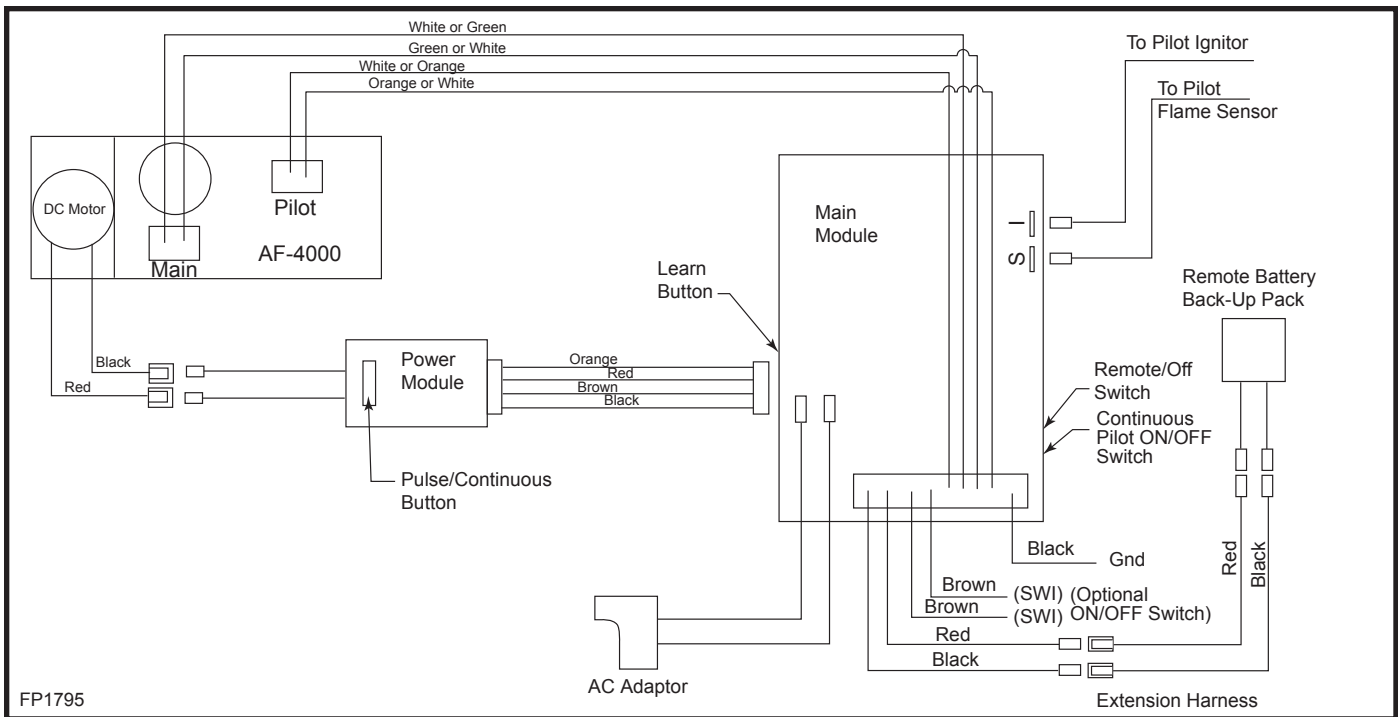 White or Green
Green or White
White or Orange
Orange or White
To Pilot Ignitor
To Pilot
Flame Sensor
DC Motor
Pilot
Main
AF-4000
Main
Module
I
S
Learn
Button
Remote Battery
Back-Up Pack
Black
Red
Power
Module
Orange
Red
Brown
Black
Remote/Off
Switch
Continuous
Pilot ON/OFF
Switch
Pulse/Continuous
Button
Red
Black
Black
Gnd
Brown (SWI) (Optional
Brown (SWI) ON/OFF Switch)
Red
Black
AC Adaptor
Extension Harness
FP1795